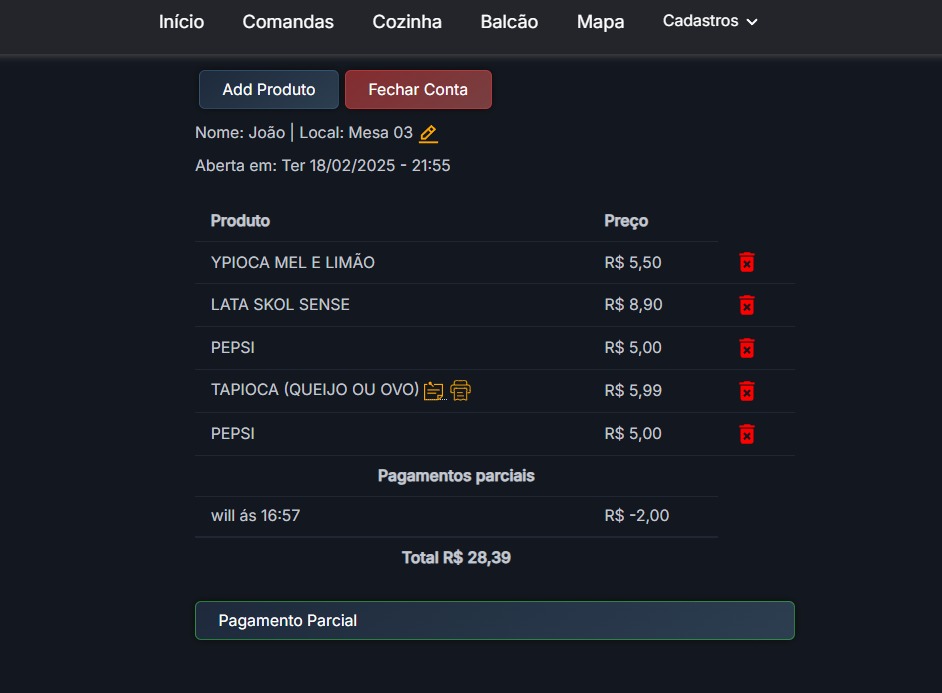 Início Comandas Cozinha Balcão Mapa Cadastros
Add Produto Fechar Conta
Nome: João | Local: Mesa 03
Aberta em: Ter 18/02/2025 - 21:55
Produto Preço
YPIOCA MEL E LIMÃO R$ 5,50
LATA SKOL SENSE R$ 8,90
PEPSI R$ 5,00
TAPIOCA (QUEIJO OU OVO) R$ 5,99
PEPSI R$ 5,00
Pagamentos parciais
will ás 16:57 R$ -2,00
Total R$ 28,39
Pagamento Parcial